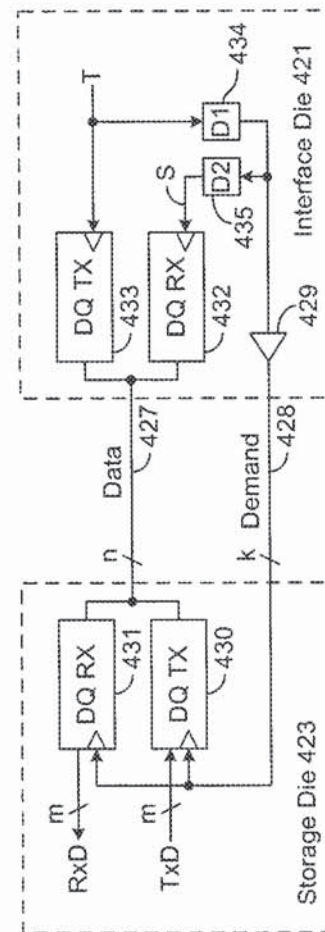 RxD
m
TxD
m
DQ RX
431
DQ TX
430
Storage Die 423
n
Data
427
k
Demand
428
DQ TX
433
DQ RX
432
T
S
D1
434
D2
435
429
Interface Die 421